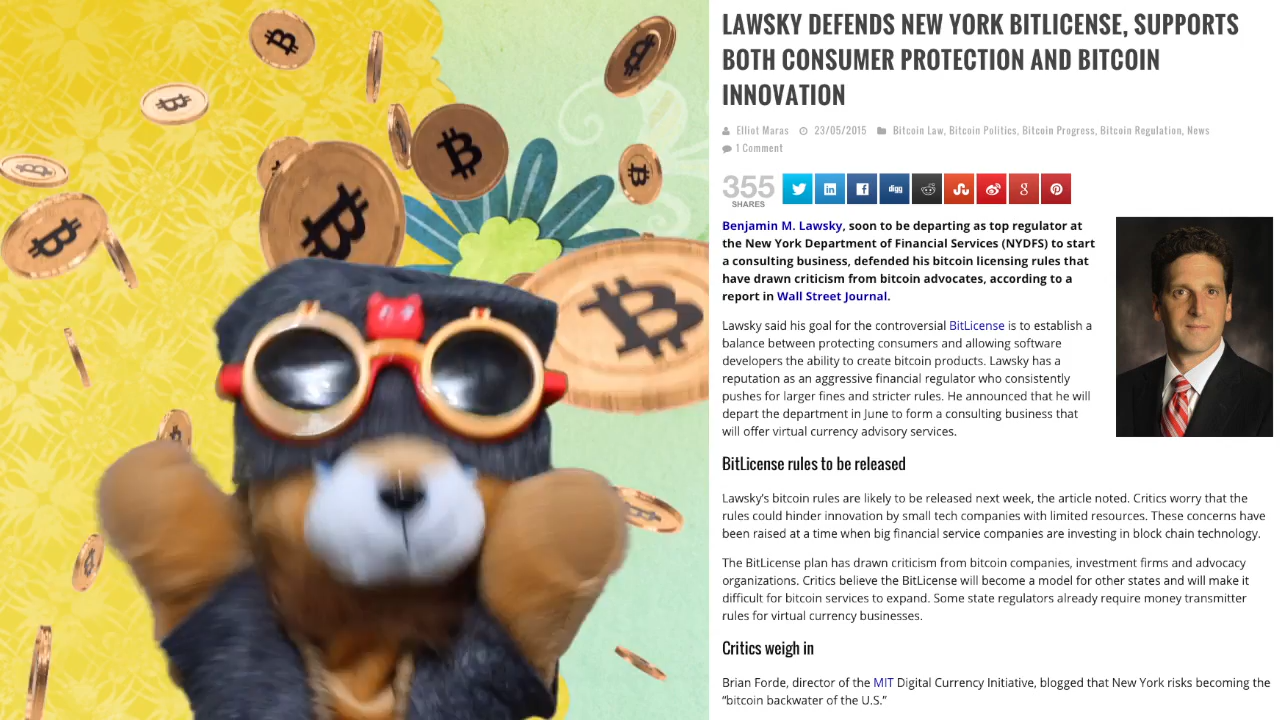 LAWSKY DEFENDS NEW YORK BITLICENSE, SUPPORTS
BOTH CONSUMER PROTECTION AND BITCOIN
INNOVATION
Elliot Maras 23/05/2015 Bitcoin Law, Bitcoin Politics, Bitcoin Progress, Bitcoin Regulation, News
1 Comment
355
SHARES
digg
Benjamin M. Lawsky, soon to be departing as top regulator at
the New York Department of Financial Services (NYDFS) to start
a consulting business, defended his bitcoin licensing rules that
have drawn criticism from bitcoin advocates, according to a
report in Wall Street Journal.
Lawsky said his goal for the controversial BitLicense is to establish a
balance between protecting consumers and allowing software
developers the ability to create bitcoin products. Lawsky has a
reputation as an aggressive financial regulator who consistently
pushes for larger fines and stricter rules. He announced that he will
depart the department in June to form a consulting business that
will offer virtual currency advisory services.
BitLicense rules to be released
Lawsky's bitcoin rules are likely to be released next week, the article noted. Critics worry that the
rules could hinder innovation by small tech companies with limited resources. These concerns have
been raised at a time when big financial service companies are investing in block chain technology.
The BitLicense plan has drawn criticism from bitcoin companies, investment firms and advocacy
organizations. Critics believe the BitLicense will become a model for other states and will make it
difficult for bitcoin services to expand. Some state regulators already require money transmitter
rules for virtual currency businesses.
Critics weigh in
Brian Forde, director of the MIT Digital Currency Initiative, blogged that New York risks becoming the
“bitcoin backwater of the U.S.”